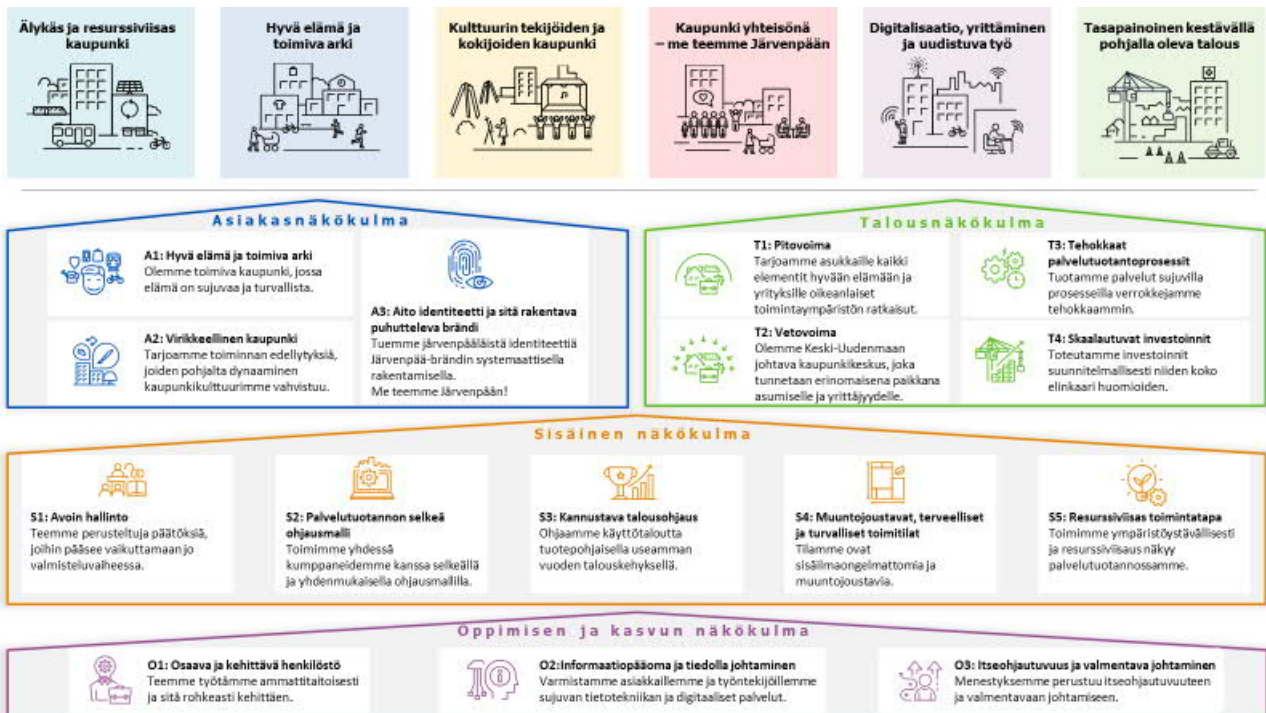 Älykäs ja resurssiviisas
kaupunki
Hyvä elämä ja
toimiva arki
Kulttuurin tekijöiden ja
kokijoiden kaupunki
Kaupunki yhteisönä
– me teemme Järvenpään
Digitalisaatio, yrittäminen
ja uudistuva työ
Tasapainoinen kestävällä
pohjalla oleva talous
Asiakasnäkökulma
A1: Hyvä elämä ja toimiva arki
Olemme toimiva kaupunki, jossa
elämä on sujuvaa ja turvallista.
A2: Virikkeellinen kaupunki
Tarjoamme toiminnan edellytyksiä,
joiden pohjalta dynaaminen
kaupunkikulttuurimme vahvistuu.
A3: Aito identiteetti ja sitä rakentava
puhutteleva brändi
Tuemme järvenpääläistä identiteettiä
Järvenpää-brändin systemaattisella
rakentamisella.
Me teemme Järvenpään!
Talousnäkökulma
T1: Pitovoima
Tarjoamme asukkaille kaikki
elementit hyvään elämään ja
yrityksille oikeanlaiset
toimintaympäristön ratkaisut.
T2: Vetovoima
Olemme Keski-Uudenmaan
johtava kaupunkikeskus, joka
tunnetaan erinomaisena paikkana
asumiselle ja yrittäjyydelle.
T3: Tehokkaat
palvelutuotantoprosessit
Tuotamme palvelut sujuvilla
prosesseilla verrokkejamme
tehokkaammin.
T4: Skaalautuvat investoinnit
Toteutamme investoinnit
suunnitelmallisesti niiden koko
elinkaari huomioiden.
Sisäinen näkökulma
S1: Avoin hallinto
Teemme perusteltuja päätöksiä,
joihin pääsee vaikuttamaan jo
valmisteluvaiheessa.
S2: Palvelutuotannon selkeä
ohjausmalli
Toimimme yhdessä
kumppaneidemme kanssa selkeällä
ja yhdenmukaisella ohjausmallilla.
S3: Kannustava talousohjaus
Ohjaamme käyttötaloutta
tuotepohjaisella useamman
vuoden talouskehyksellä.
S4: Muuntojoustavat, terveelliset
ja turvalliset toimitilat
Tilamme ovat
sisäilmaongelmattomia ja
muuntojoustavia.
S5: Resurssiviisas toimintatapa
Toimimme ympäristöystävällisesti
ja resurssiviisaus näkyy
palvelutuotannossamme.
Oppimisen ja kasvun näkökulma
O1: Osaava ja kehittävä henkilöstö
Teemme työtämme ammattitaitoisesti
ja sitä rohkeasti kehittäen.
O2:Informaatiopääoma ja tiedolla johtaminen
Varmistamme asiakkaillemme ja työntekijöillemme
sujuvan tietotekniikan ja digitaaliset palvelut.
O3: Itseohjautuvuus ja valmentava johtaminen
Menestyksemme perustuu itseohjautuvuuteen
ja valmentavaan johtamiseen.